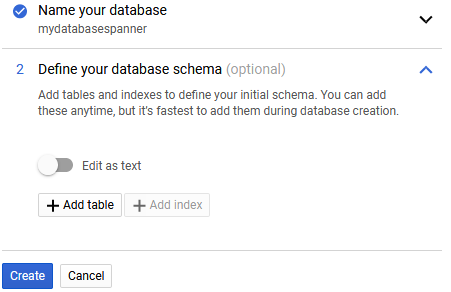 Name your database
mydatabasespanner
2 Define your database schema (optional)
Add tables and indexes to define your initial schema. You can add
these anytime, but it's fastest to add them during database creation.
Edit as text
+ Add table + Add index
Create Cancel